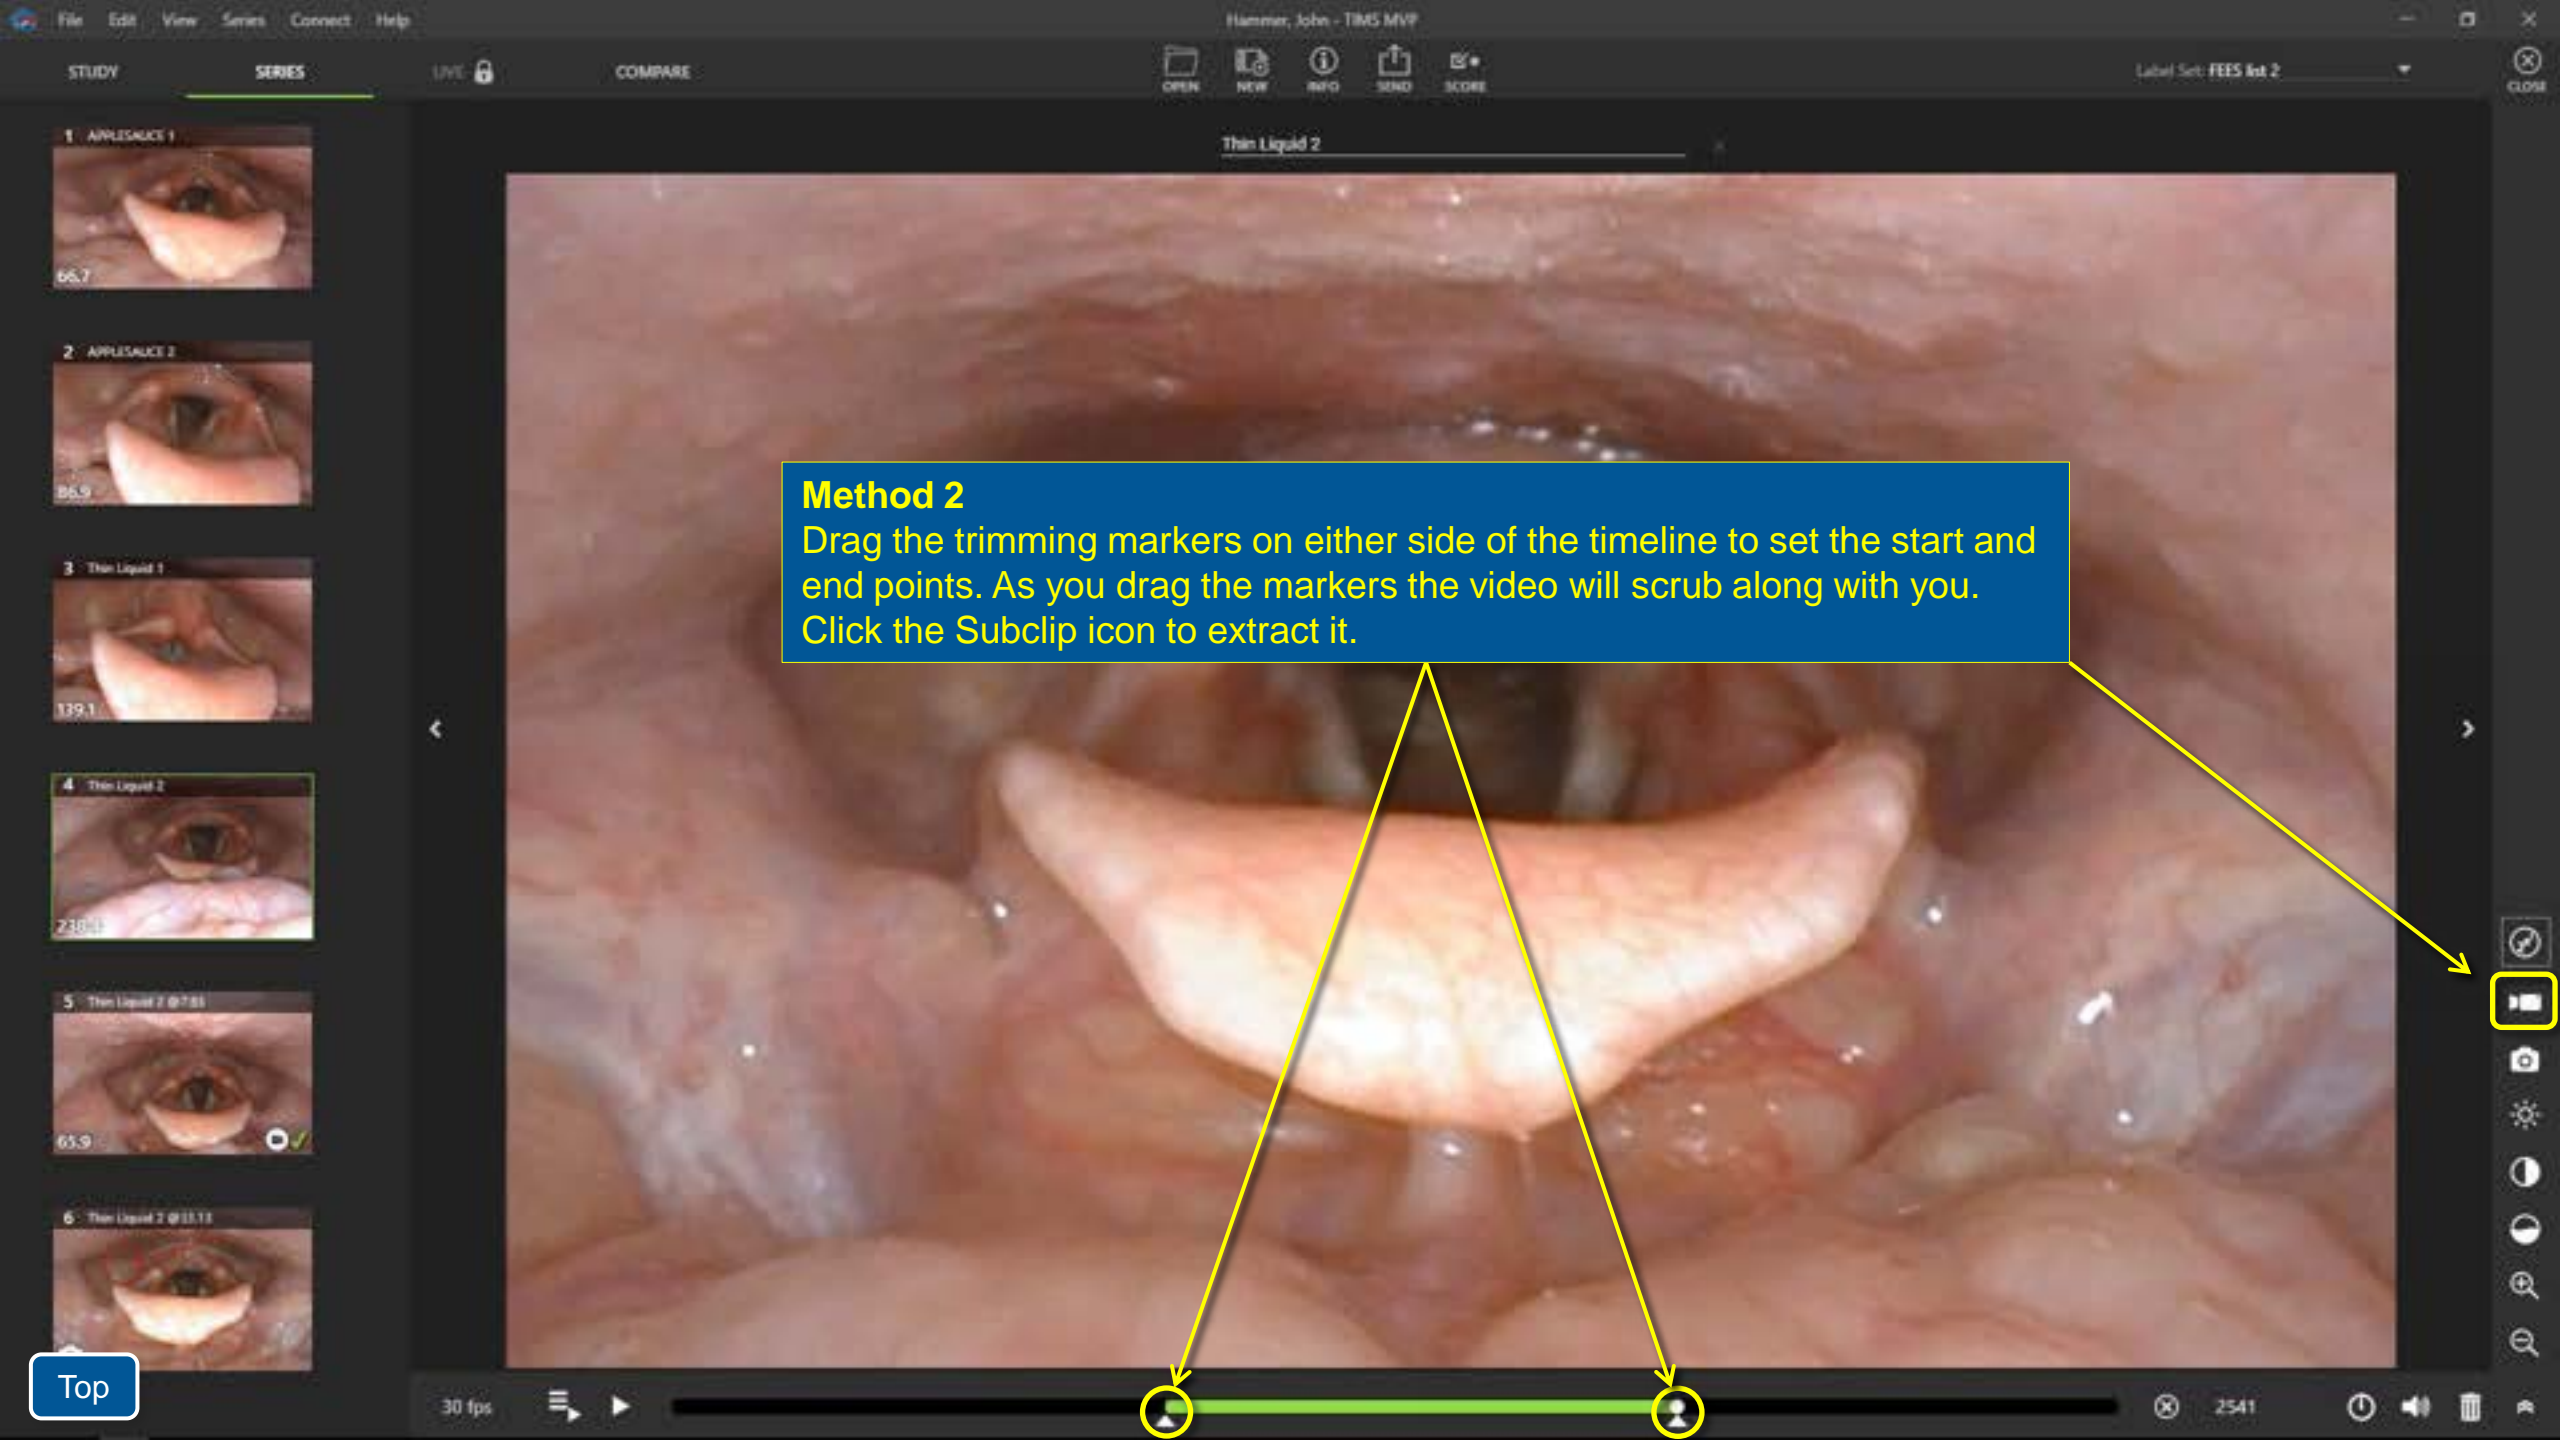 File Edit View Series Connect Help
Hammer, John - TIMS MVP
STUDY SERIES LIVE COMPARE
OPEN NEW INFO SEND SCORE
Label Set: FEES list 2
CLOSE
Thin Liquid 2
1 APPLESAUCE 1
66.7
2 APPLESAUCE 2
86.9
3 Thin Liquid 1
139.1
4 Thin Liquid 2
5 Thin Liquid 2 @7.83
65.9
6 Thin Liquid 2 @33.13
Method 2
Drag the trimming markers on either side of the timeline to set the start and
end points. As you drag the markers the video will scrub along with you.
Click the Subclip icon to extract it.
Top
30 fps
2541